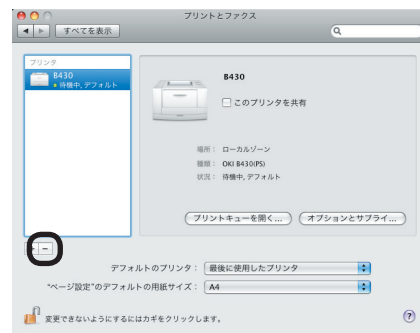 プリントとファクス
すべてを表示
プリンタ
B430
待機中, デフォルト
B430
このプリンタを共有
場所： ローカルゾーン
種類： OKI B430(PS)
状況： 待機中, デフォルト
プリントキューを開く... オプションとサプライ...
デフォルトのプリンタ： 最後に使用したプリンタ
"ページ設定"のデフォルトの用紙サイズ： A4
変更できないようにするにはカギをクリックします。